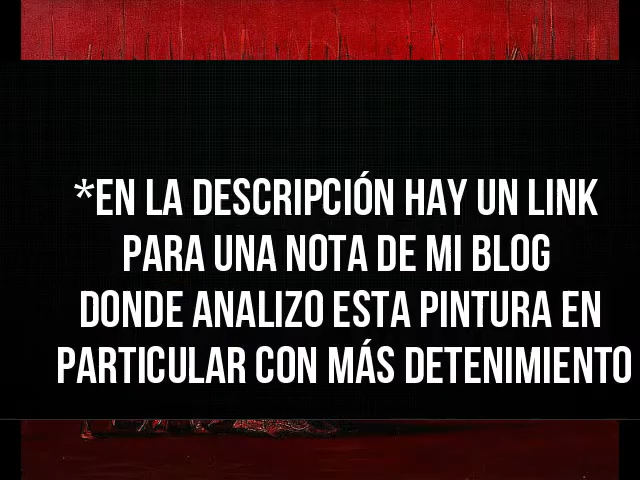 *EN LA DESCRIPCIÓN HAY UN LINK
PARA UNA NOTA DE MI BLOG
DONDE ANALIZO ESTA PINTURA EN
PARTICULAR CON MÁS DETENIMIENTO